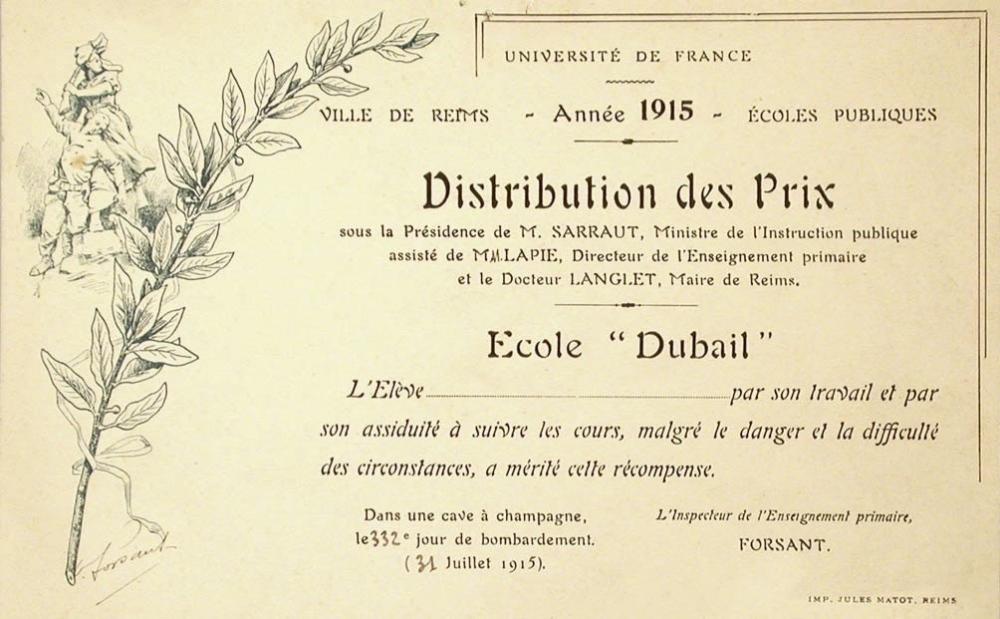 UNIVERSITÉ DE FRANCE
VILLE DE REIMS - Année 1915 - ÉCOLES PUBLIQUES
Distribution des Prix
sous la Présidence de M. SARRAUT, Ministre de l'Instruction publique
assisté de MM.LAPIE, Directeur de l'Enseignement primaire
et le Docteur LANGLET, Maire de Reims.
Ecole "Dubail"
L'Elève par son travail et par
son assiduité à suivre les cours, malgré le danger et la difficulté
des circonstances, a mérité cette récompense.
Dans une cave à champagne,
le 332e jour de bombardement.
(31 Juillet 1915).
L'Inspecteur de l'Enseignement primaire,
FORSANT.
Forsant
IMP. JULES MATOT, REIMS